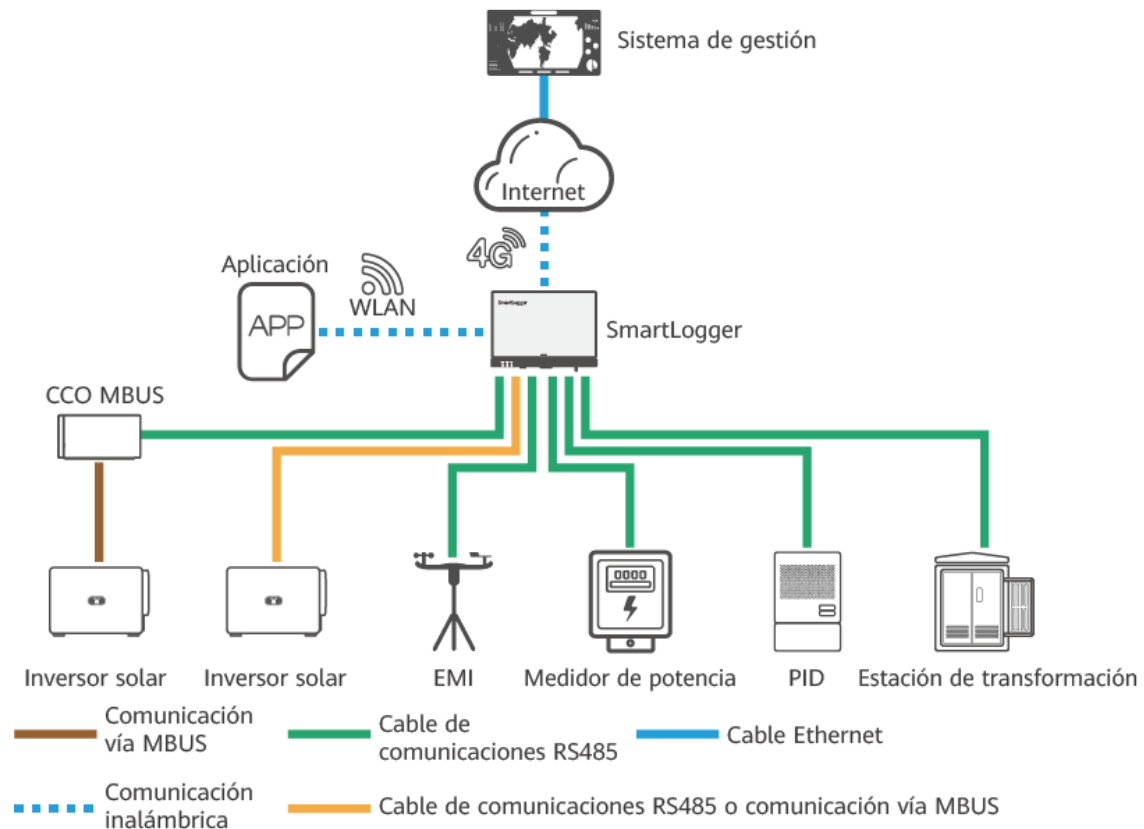 Sistema de gestión
Internet
4G
Aplicación
WLAN
APP
SmartLogger
SmartLogger
CCO MBUS
Inversor solar
Inversor solar
EMI
Medidor de potencia
PID
Estación de transformación
Comunicación
vía MBUS
Cable de
comunicaciones RS485
Cable Ethernet
Comunicación
inalámbrica
Cable de comunicaciones RS485 o comunicación vía MBUS